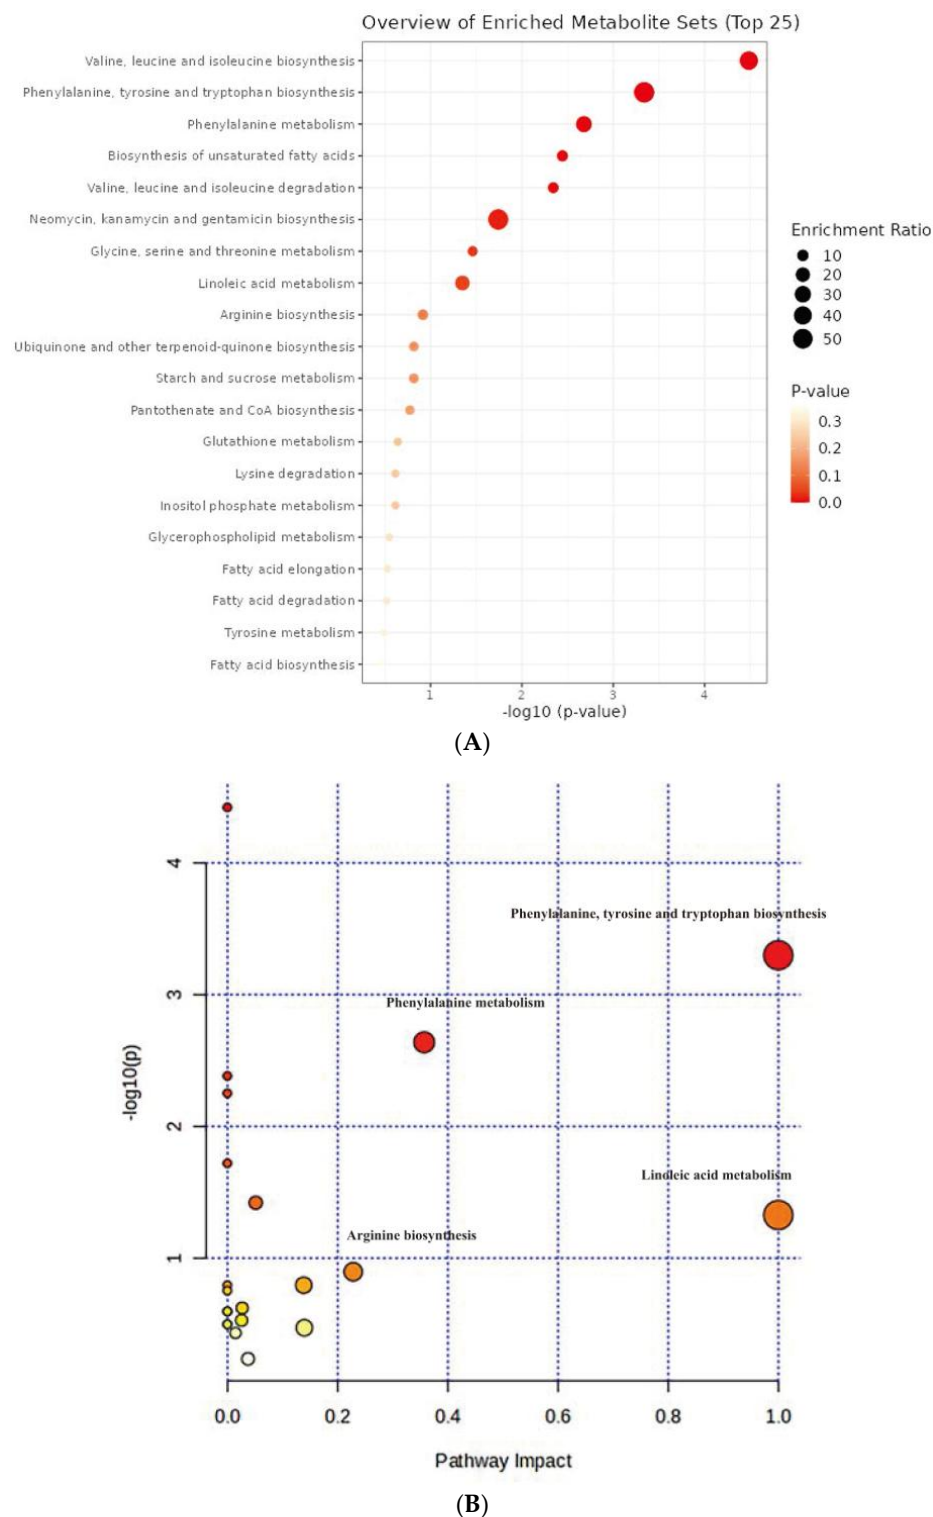 Overview of Enriched Metabolite Sets (Top 25)
Valine, leucine and isoleucine biosynthesis
Phenylalanine, tyrosine and tryptophan biosynthesis
Phenylalanine metabolism
Biosynthesis of unsaturated fatty acids
Valine, leucine and isoleucine degradation
Neomycin, kanamycin and gentamicin biosynthesis
Glycine, serine and threonine metabolism
Linoleic acid metabolism
Arginine biosynthesis
Ubiquinone and other terpenoid-quinone biosynthesis
Starch and sucrose metabolism
Pantothenate and CoA biosynthesis
Glutathione metabolism
Lysine degradation
Inositol phosphate metabolism
Glycerophospholipid metabolism
Fatty acid elongation
Fatty acid degradation
Tyrosine metabolism
Fatty acid biosynthesis
1 2 3 4
-log10 (p-value)
Enrichment Ratio
10
20
30
40
50
P-value
0.3
0.2
0.1
0.0
(A)
4
3
2
1
-log10(p)
Phenylalanine, tyrosine and tryptophan biosynthesis
Phenylalanine metabolism
Linoleic acid metabolism
Arginine biosynthesis
0.0 0.2 0.4 0.6 0.8 1.0
Pathway Impact
(B)